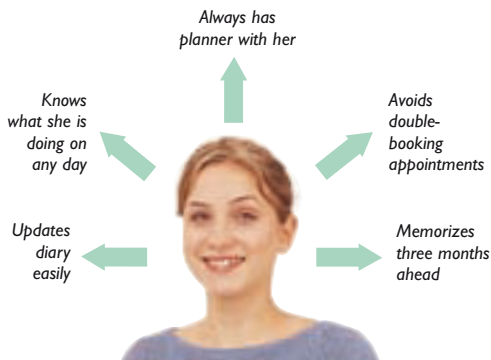 Always has
planner with her
Knows
what she is
doing on
any day
Avoids
double-
booking
appointments
Updates
diary
easily
Memorizes
three months
ahead